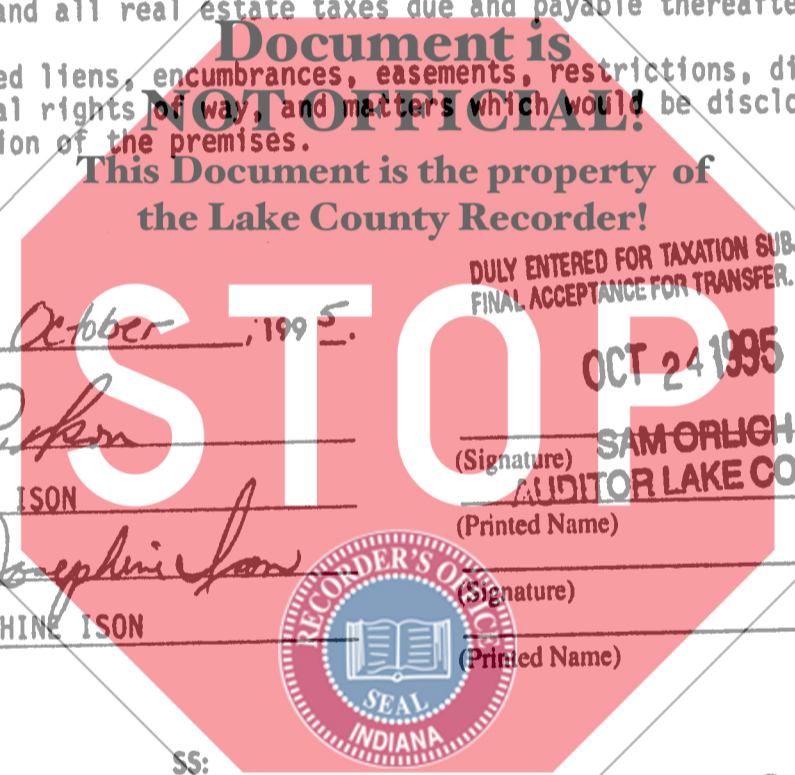 and all real estate taxes due and payable thereafte
Document is
ed liens, encumbrances, easements, restrictions, di
NOT OFFICIAL!
al rights of way, and matters which would be disclo
ion of the premises.
This Document is the property of
the Lake County Recorder!
DULY ENTERED FOR TAXATION SUB
FINAL ACCEPTANCE FOR TRANSFER.
STOP
October, 1995.
OCT 24 1995
(Signature)
SAM ORLICH
ISON
AUDITOR LAKE CO
(Printed Name)
Josephine Ison
(Signature)
HINE ISON
(Printed Name)
RECORDER'S OFFICE
SEAL
INDIANA
SS: